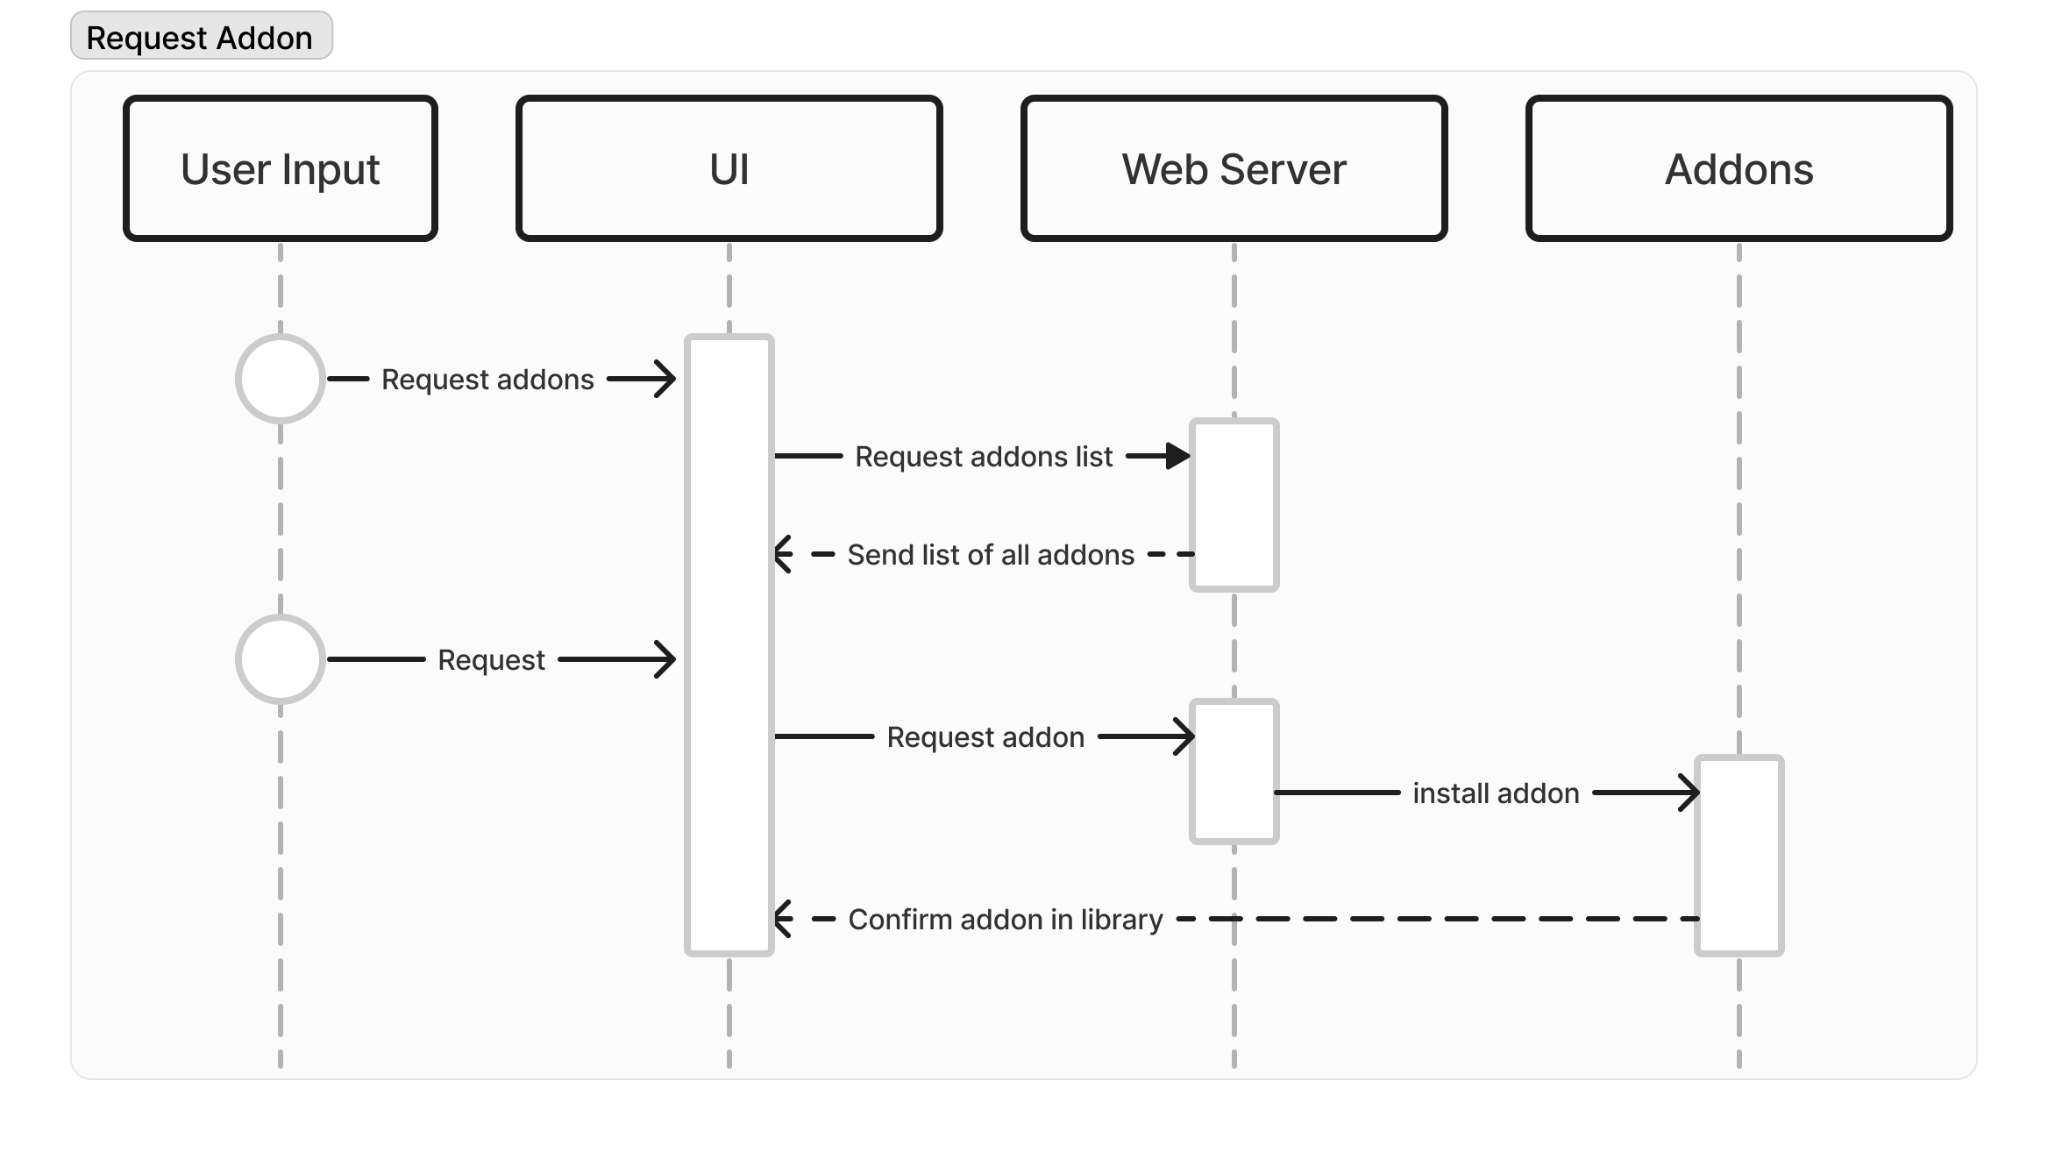 Request Addon
User Input
UI
Web Server
Addons
Request addons
Request addons list
Send list of all addons
Request
Request addon
install addon
Confirm addon in library